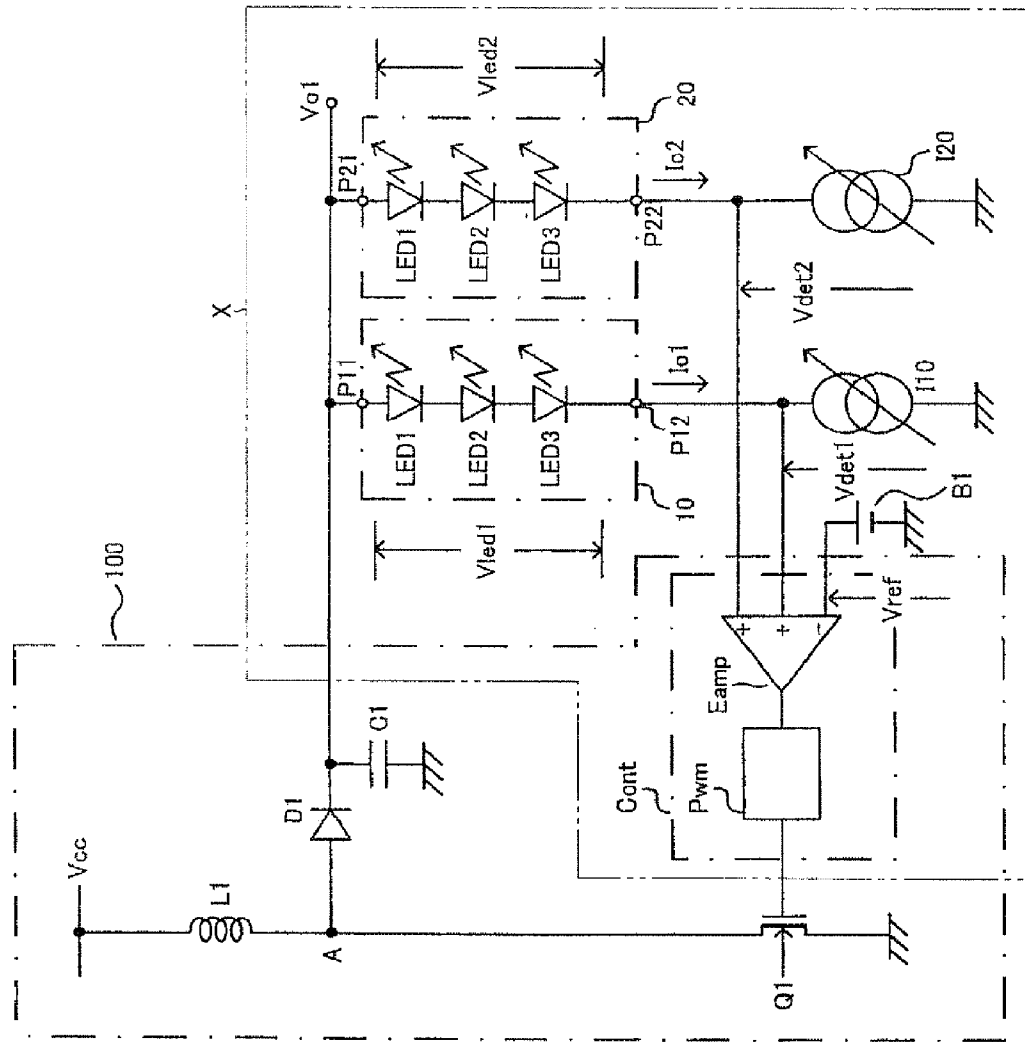 Vcc
100
L1
X
A
D1
C1
Vo1
P11
P21
Vled1
LED1
LED1
Vled2
LED2
LED2
LED3
LED3
10
20
P12
P22
Io1
Io2
Cont
Eamp
Pwm
+
+
-
Vdet2
Q1
Vdet1
Vref
B1
I10
I20